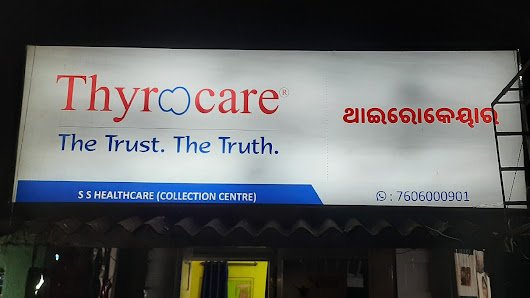 Thyrocare®
ଥାଇରୋକେୟାର
The Trust. The Truth.
S S HEALTHCARE (COLLECTION CENTRE)
: 7606000901